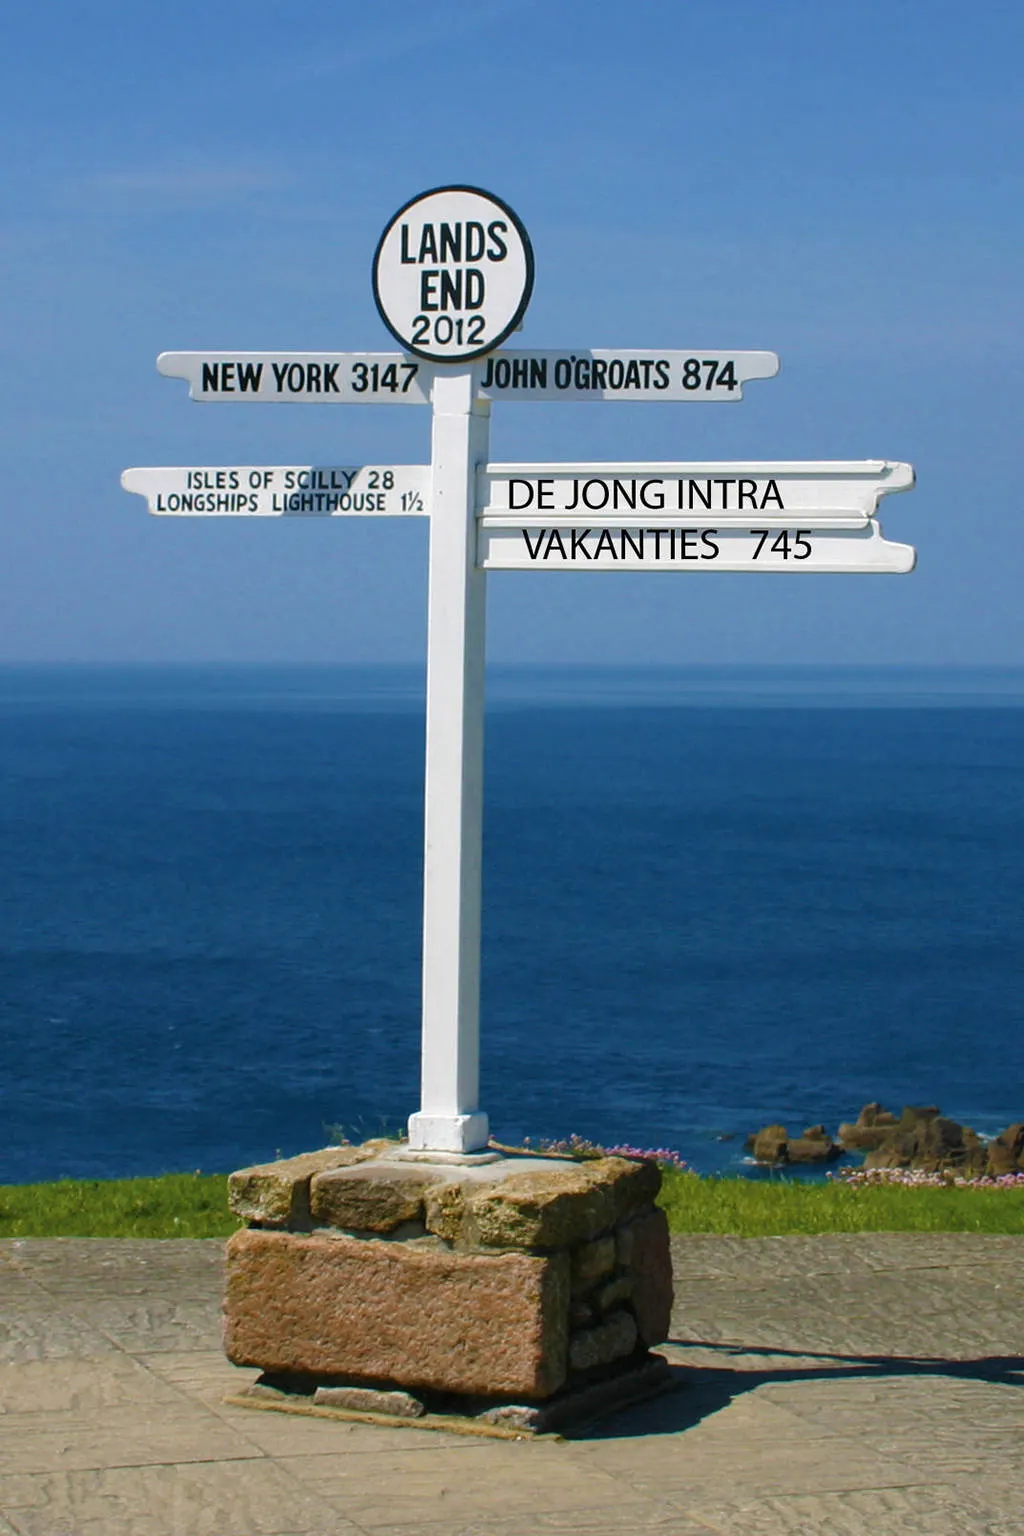 LANDS
END
2012
NEW YORK 3147
JOHN O'GROATS 874
ISLES OF SCILLY 28
LONGSHIPS LIGHTHOUSE 1½
DE JONG INTRA
VAKANTIES 745